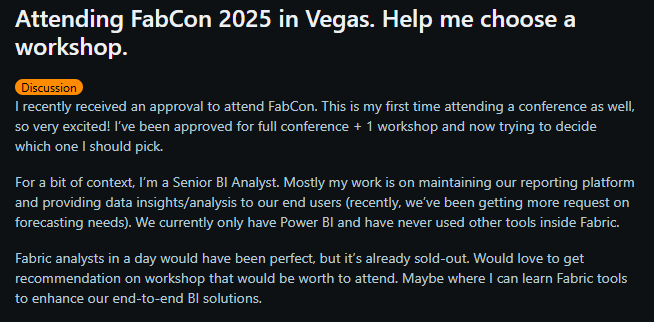 Attending FabCon 2025 in Vegas. Help me choose a
workshop.
Discussion
I recently received an approval to attend FabCon. This is my first time attending a conference as well,
so very excited! I’ve been approved for full conference + 1 workshop and now trying to decide
which one I should pick.
For a bit of context, I’m a Senior BI Analyst. Mostly my work is on maintaining our reporting platform
and providing data insights/analysis to our end users (recently, we’ve been getting more request on
forecasting needs). We currently only have Power BI and have never used other tools inside Fabric.
Fabric analysts in a day would have been perfect, but it’s already sold-out. Would love to get
recommendation on workshop that would be worth to attend. Maybe where I can learn Fabric tools
to enhance our end-to-end BI solutions.